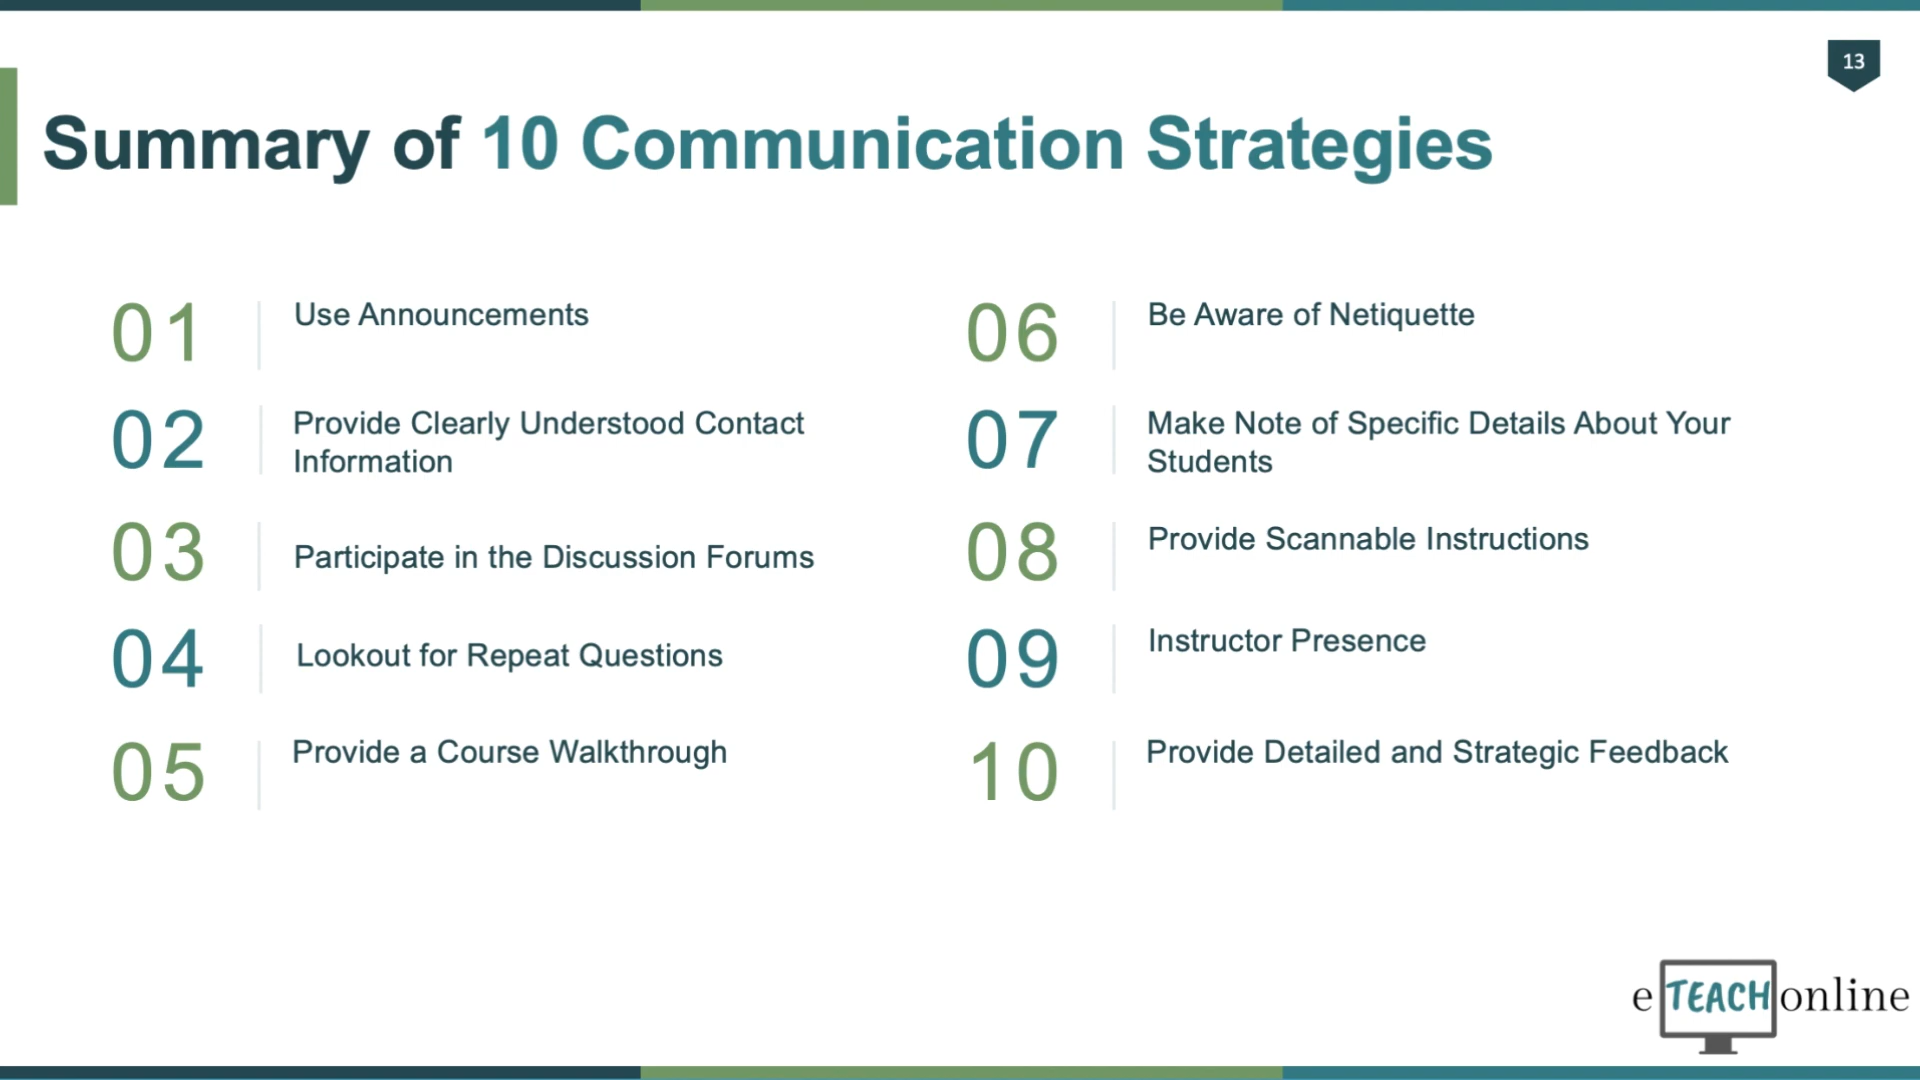 13
Summary of 10 Communication Strategies
01
Use Announcements
02
Provide Clearly Understood Contact
Information
03
Participate in the Discussion Forums
04
Lookout for Repeat Questions
05
Provide a Course Walkthrough
06
Be Aware of Netiquette
07
Make Note of Specific Details About Your
Students
08
Provide Scannable Instructions
09
Instructor Presence
10
Provide Detailed and Strategic Feedback
e TEACH online